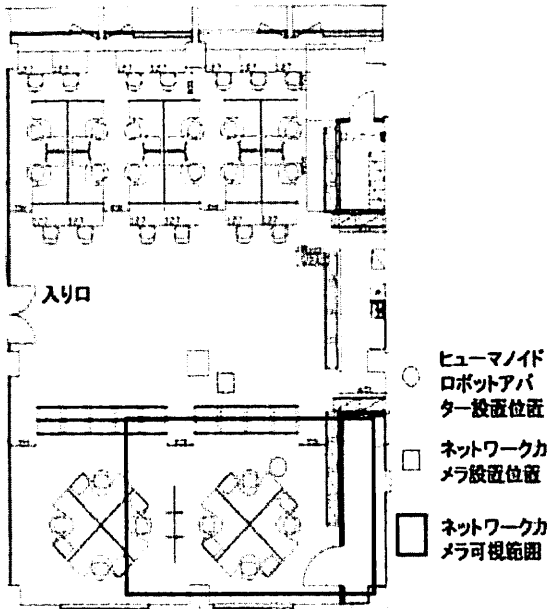 入り口
ヒューマノイド
ロボットアバ
ター設置位置
ネットワークカ
メラ設置位置
ネットワークカ
メラ可視範囲